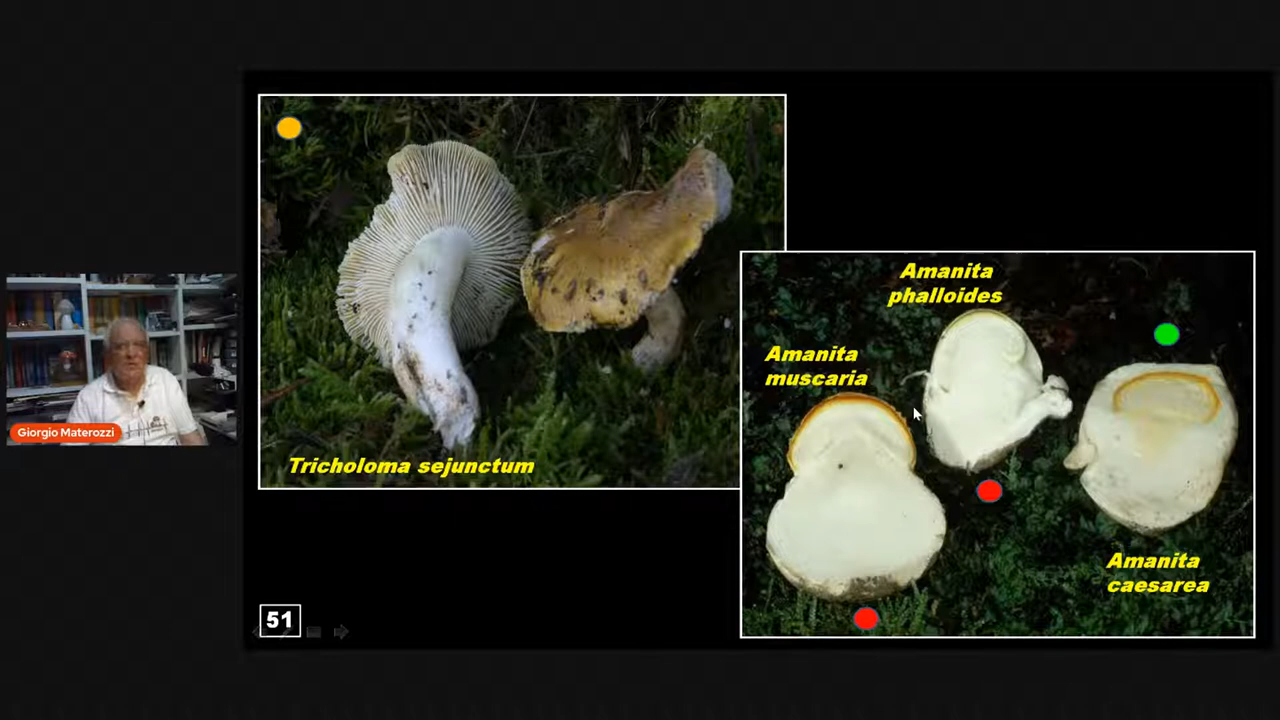 Giorgio Materozzi
Tricholoma sejunctum
Amanita
phalloides
Amanita
muscaria
Amanita
caesarea
51